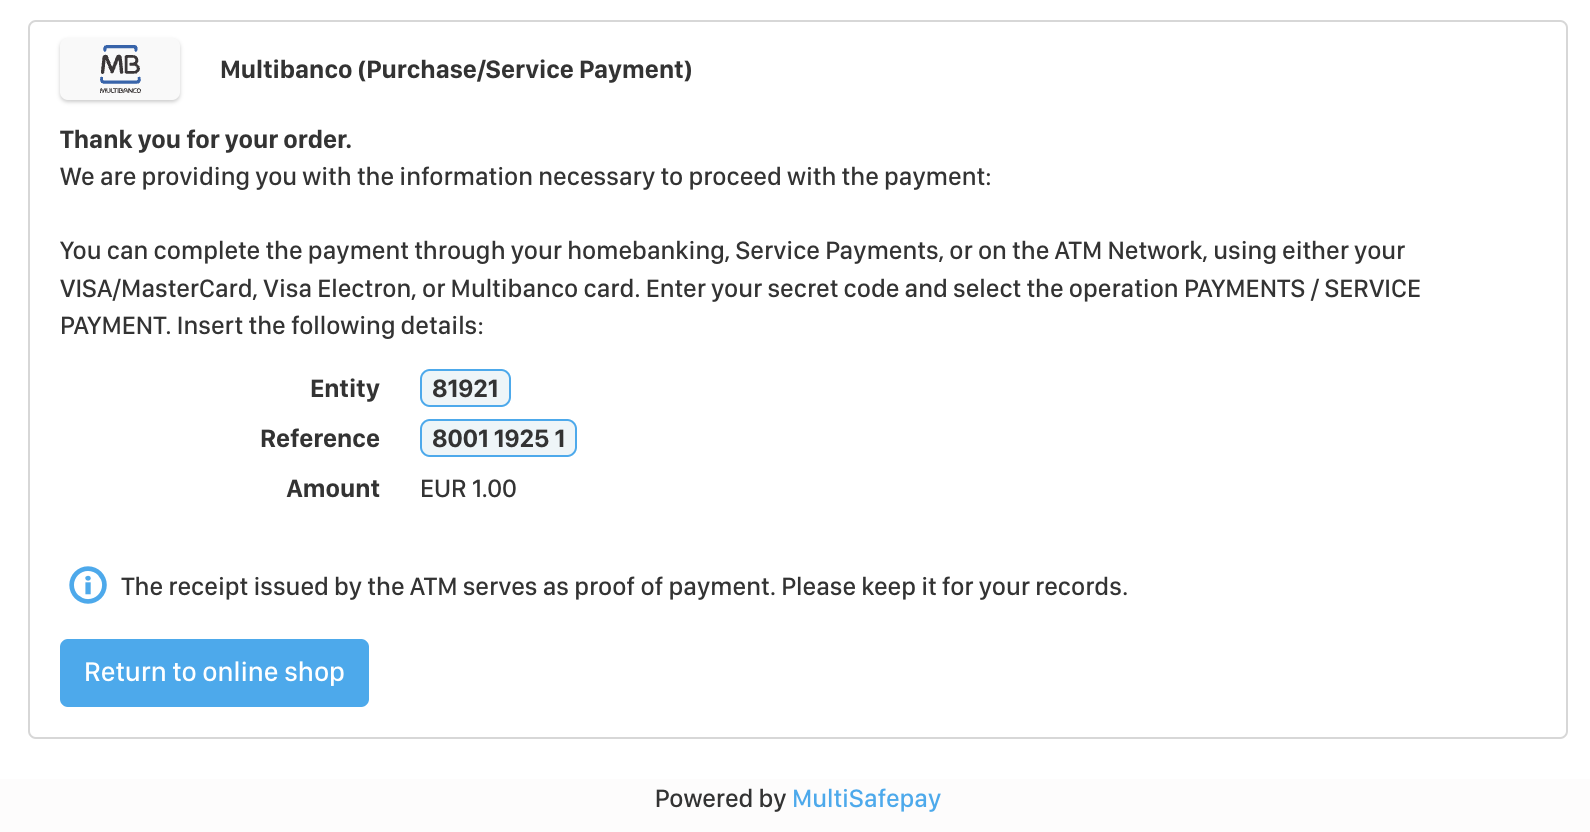 MB
MULTIBANCO
Multibanco (Purchase/Service Payment)
Thank you for your order.
We are providing you with the information necessary to proceed with the payment:
You can complete the payment through your homebanking, Service Payments, or on the ATM Network, using either your
VISA/MasterCard, Visa Electron, or Multibanco card. Enter your secret code and select the operation PAYMENTS / SERVICE
PAYMENT. Insert the following details:
Entity 81921
Reference 8001 1925 1
Amount EUR 1.00
The receipt issued by the ATM serves as proof of payment. Please keep it for your records.
Return to online shop
Powered by MultiSafepay